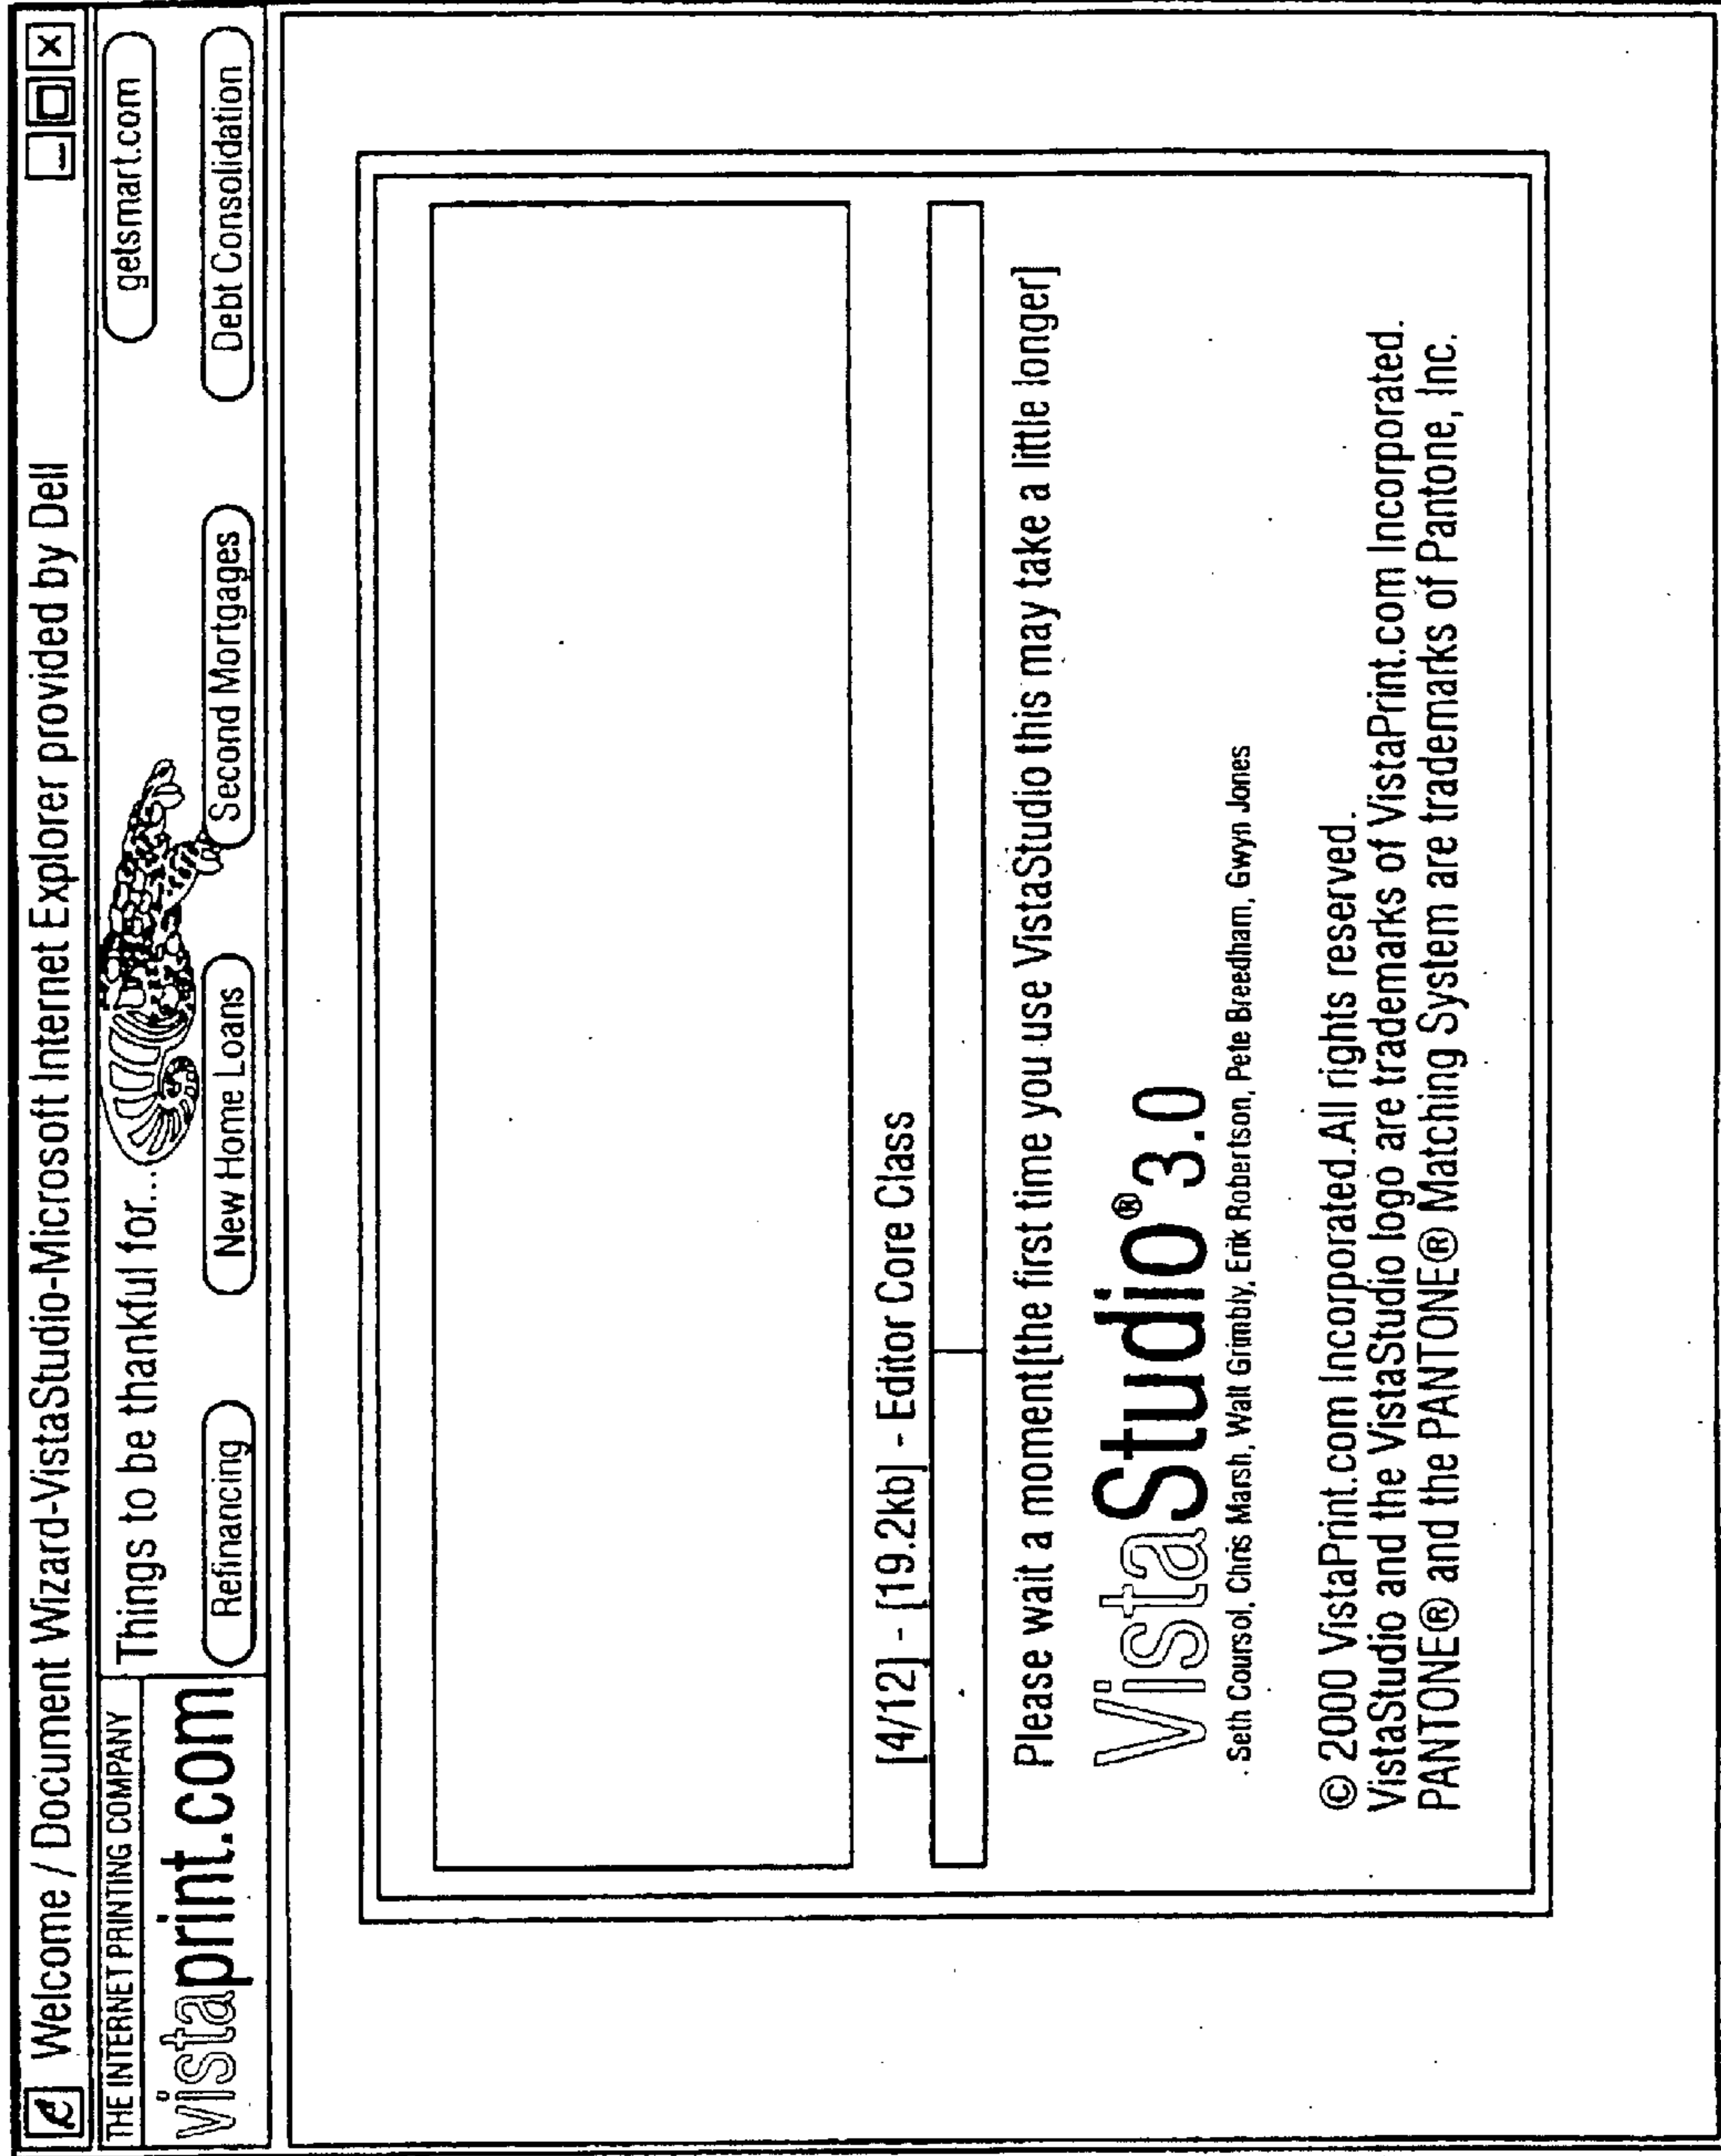 Welcome / Document Wizard-VistaStudio-Microsoft Internet Explorer provided by Dell
THE INTERNET PRINTING COMPANY
vistaprint.com
Things to be thankful for...
getsmart.com
Refinancing
New Home Loans
Second Mortgages
Debt Consolidation
[4/12] - [19.2kb] - Editor Core Class
Please wait a moment[the first time you use VistaStudio this may take a little longer]
VistaStudio® 3.0
Seth Coursol, Chris Marsh, Walt Grimbly, Erik Robertson, Pete Breedham, Gwyn Jones
© 2000 VistaPrint.com Incorporated.All rights reserved.
VistaStudio and the VistaStudio logo are trademarks of VistaPrint.com Incorporated.
PANTONE® and the PANTONE® Matching System are trademarks of Pantone, Inc.